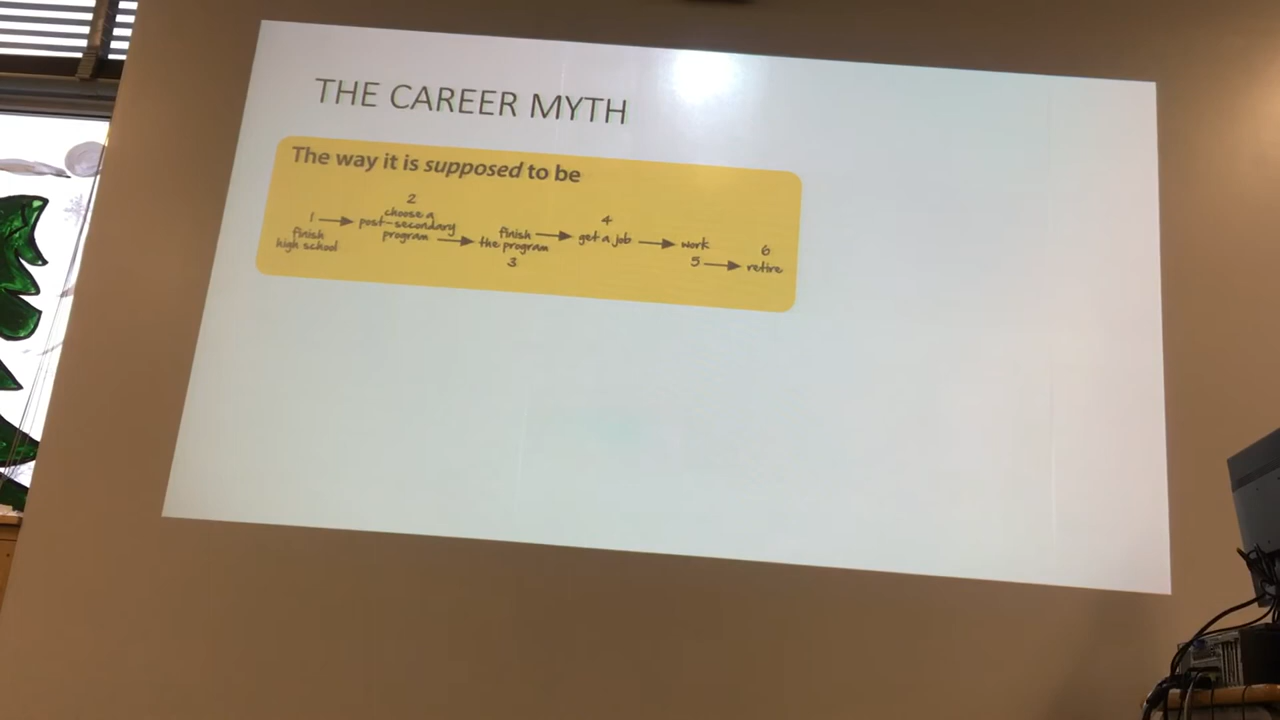 THE CAREER MYTH
The way it is supposed to be
1
finish
high school
2
choose a
post-secondary
program
finish
the program
3
4
get a job
work
5
6
retire